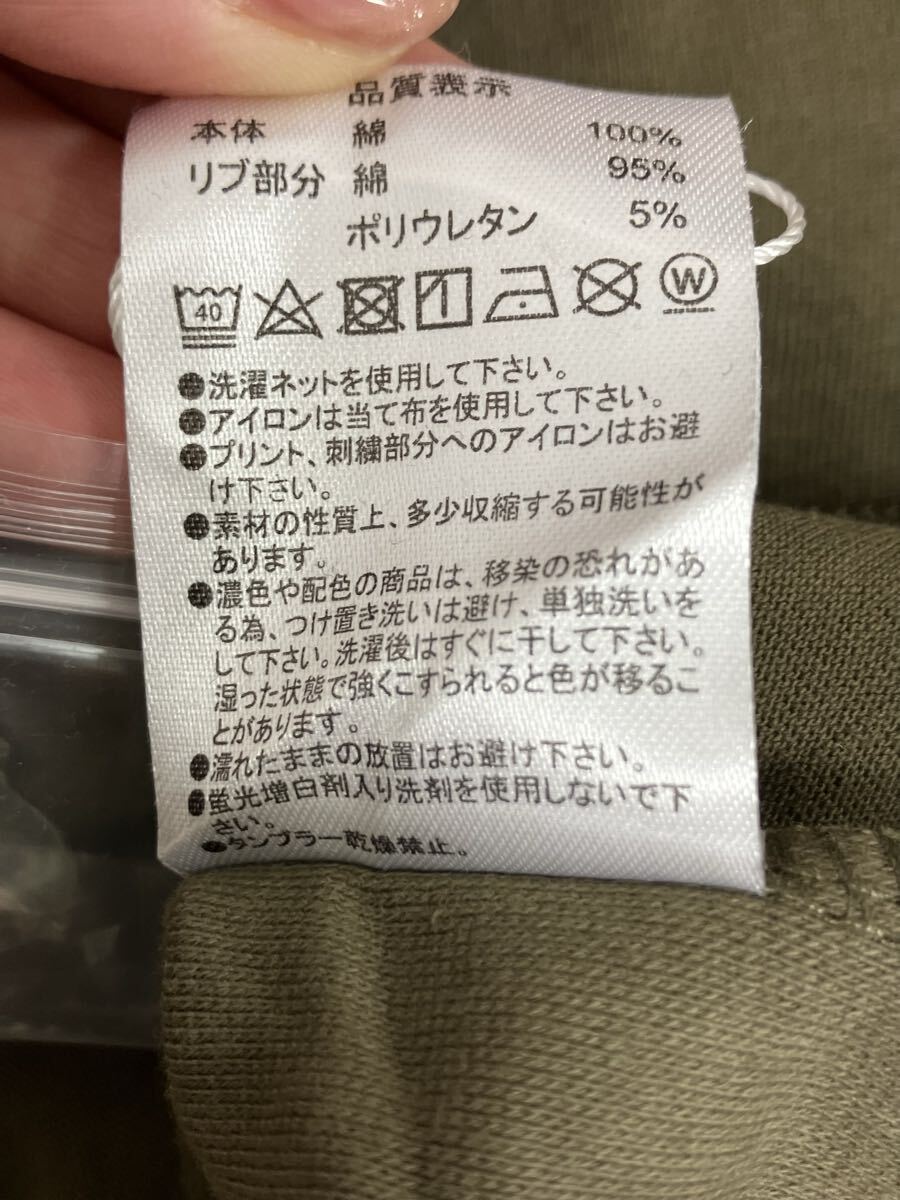 品質表示
本体 綿 100%
リブ部分 綿 95%
ポリウレタン 5%
40 W
●洗濯ネットを使用して下さい。
●アイロンは当て布を使用して下さい。
●プリント、刺繍部分へのアイロンはお避
け下さい。
●素材の性質上、多少収縮する可能性が
あります。
●濃色や配色の商品は、移染の恐れがあ
る為、つけ置き洗いは避け、単独洗いを
して下さい。洗濯後はすぐに干して下さい。
湿った状態で強くこすられると色が移るこ
とがあります。
●濡れたままの放置はお避け下さい。
●蛍光増白剤入り洗剤を使用しないで下
さい。
●タンブラー乾燥禁止。